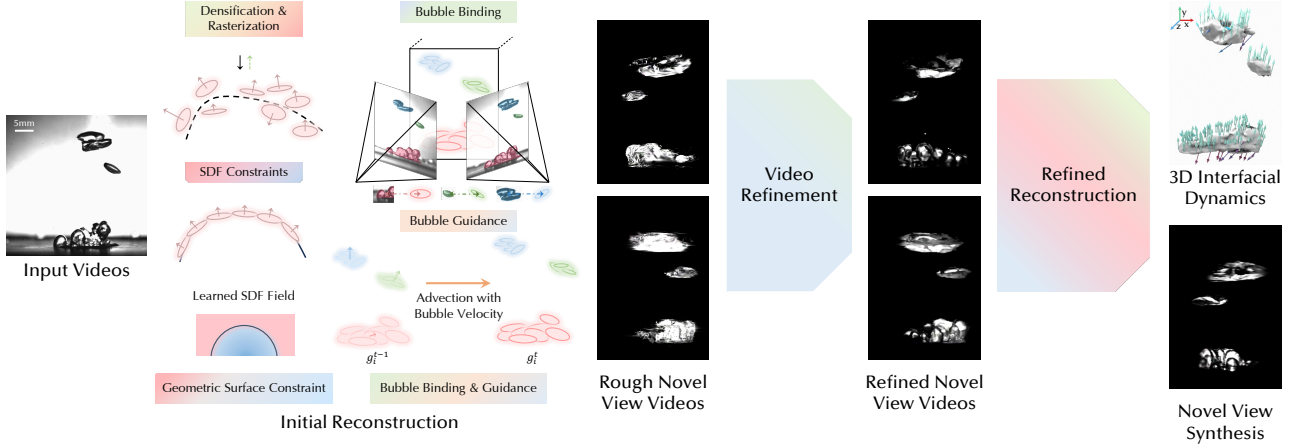 5mm
Input Videos
Densification &
Rasterization
SDF Constraints
Learned SDF Field
Geometric Surface Constraint
Bubble Binding
Bubble Guidance
Advection with
Bubble Velocity
g_i^{t-1}
g_i^t
Bubble Binding & Guidance
Initial Reconstruction
Rough Novel
View Videos
Video
Refinement
Refined Novel
View Videos
Refined
Reconstruction
y
x
z
3D Interfacial
Dynamics
Novel View
Synthesis